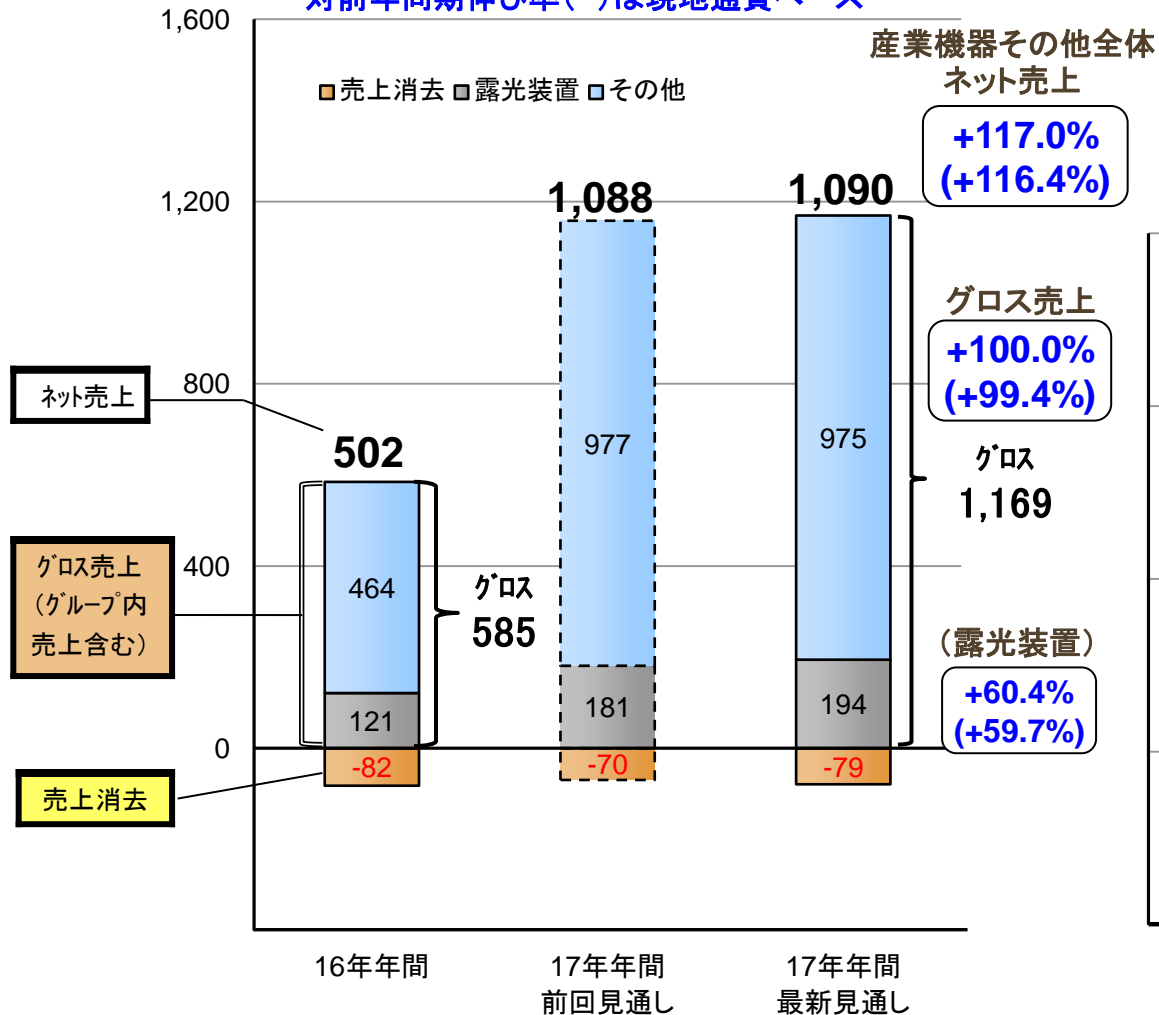 1,600
産業機器その他全体
ネット売上
売上消去 露光装置 その他
+117.0%
(+116.4%)
1,200
1,088
1,090
グロス売上
+100.0%
(+99.4%)
ネット売上
800
502
977
975
グロス
1,169
グロス売上
(グループ内
売上含む)
400
464
グロス
585
(露光装置)
+60.4%
(+59.7%)
121
181
194
0
-82
-70
-79
売上消去
16年年間
17年年間
前回見通し
17年年間
最新見通し